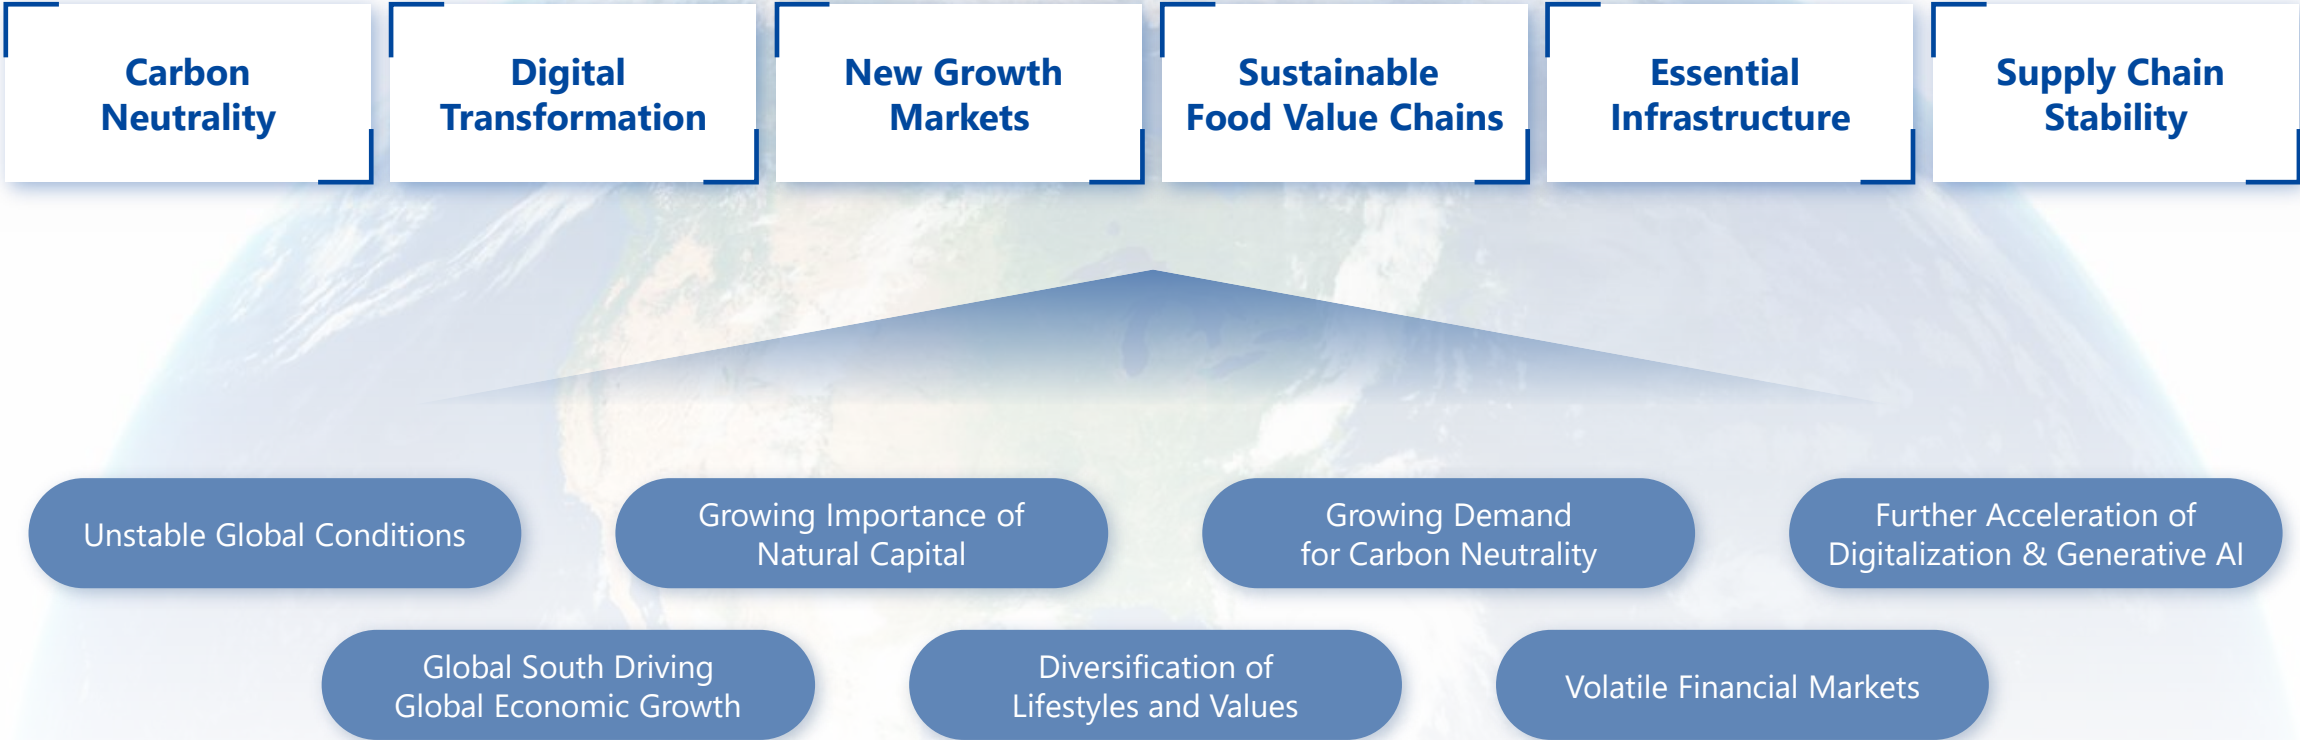 Carbon
Neutrality
Digital
Transformation
New Growth
Markets
Sustainable
Food Value Chains
Essential
Infrastructure
Supply Chain
Stability
Unstable Global Conditions
Growing Importance of
Natural Capital
Growing Demand
for Carbon Neutrality
Further Acceleration of
Digitalization & Generative AI
Global South Driving
Global Economic Growth
Diversification of
Lifestyles and Values
Volatile Financial Markets